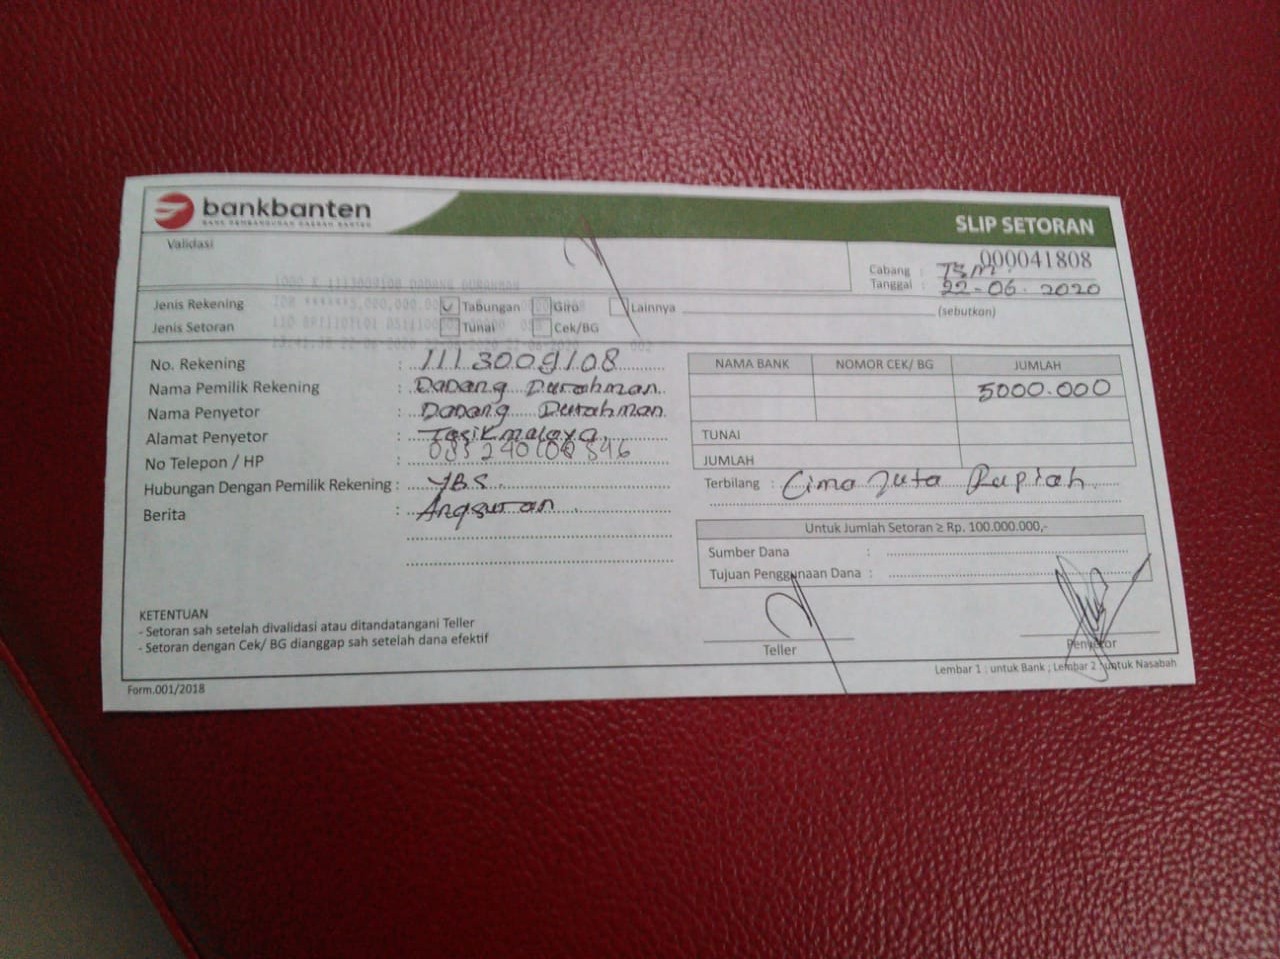 bankbanten
BANK PEMBANGUNAN DAERAH BANTEN
SLIP SETORAN
Validasi
000041808
Cabang : TSM.
Tanggal : 22-06-2020
Jenis Rekening Tabungan Giro Lainnya (sebutkan)
Jenis Setoran Tunai Cek/BG
No. Rekening : 1113009108
Nama Pemilik Rekening : Dadang Durahman
Nama Penyetor : Dadang Durahman
Alamat Penyetor : Tasikmalaya
No Telepon / HP :
Hubungan Dengan Pemilik Rekening : YBS.
Berita : Angsuran
NAMA BANK NOMOR CEK/ BG JUMLAH
5000.000
TUNAI
JUMLAH
Terbilang : Lima Juta Rupiah
Untuk Jumlah Setoran ≥ Rp. 100.000.000,-
Sumber Dana :
Tujuan Penggunaan Dana :
KETENTUAN
- Setoran sah setelah divalidasi atau ditandatangani Teller
- Setoran dengan Cek/ BG dianggap sah setelah dana efektif
Teller
Penyetor
Lembar 1 : untuk Bank ; Lembar 2 : untuk Nasabah
Form.001/2018